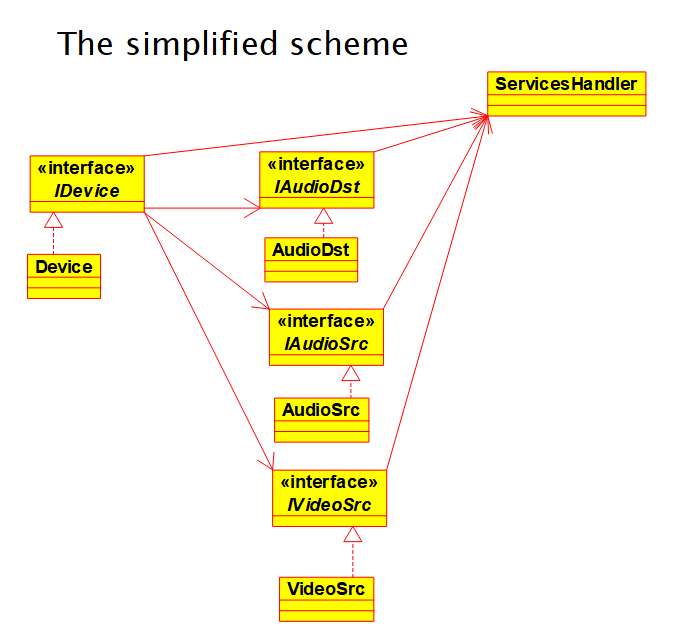 The simplified scheme
ServicesHandler
«interface»
IDevice
«interface»
IAudioDst
Device
AudioDst
«interface»
IAudioSrc
AudioSrc
«interface»
IVideoSrc
VideoSrc